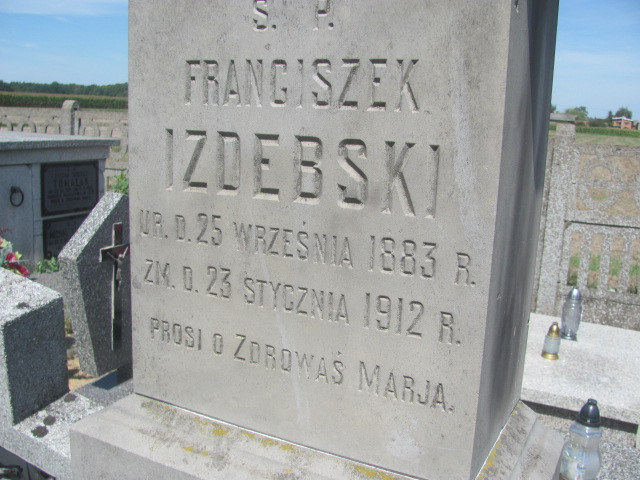 Ś. P.
FRANCISZEK
IZDEBSKI
UR. D. 25 WRZEŚNIA 1883 R.
ZM. D. 23 STYCZNIA 1912 R.
PROSI O ZDROWAŚ MARJA.